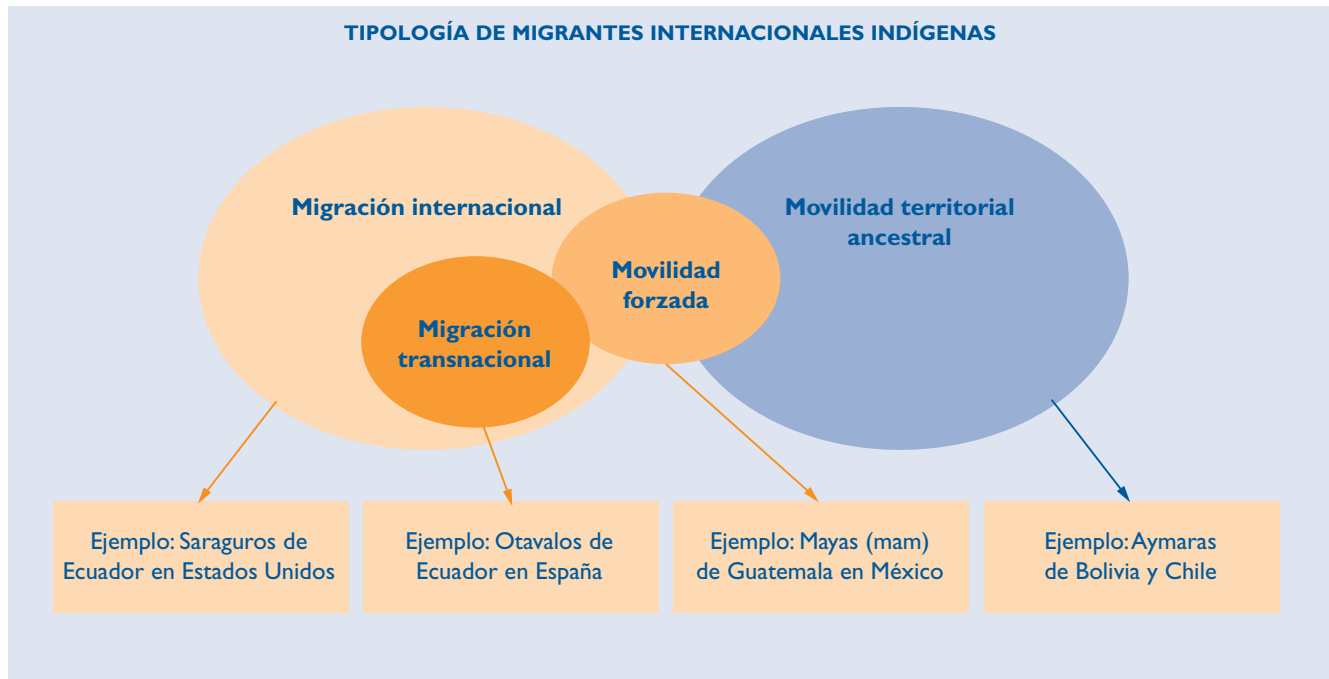 TIPOLOGÍA DE MIGRANTES INTERNACIONALES INDÍGENAS
Migración internacional
Movilidad territorial
ancestral
Movilidad
forzada
Migración
transnacional
Ejemplo: Saraguros de
Ecuador en Estados Unidos
Ejemplo: Otavalos de
Ecuador en España
Ejemplo: Mayas (mam)
de Guatemala en México
Ejemplo: Aymaras
de Bolivia y Chile